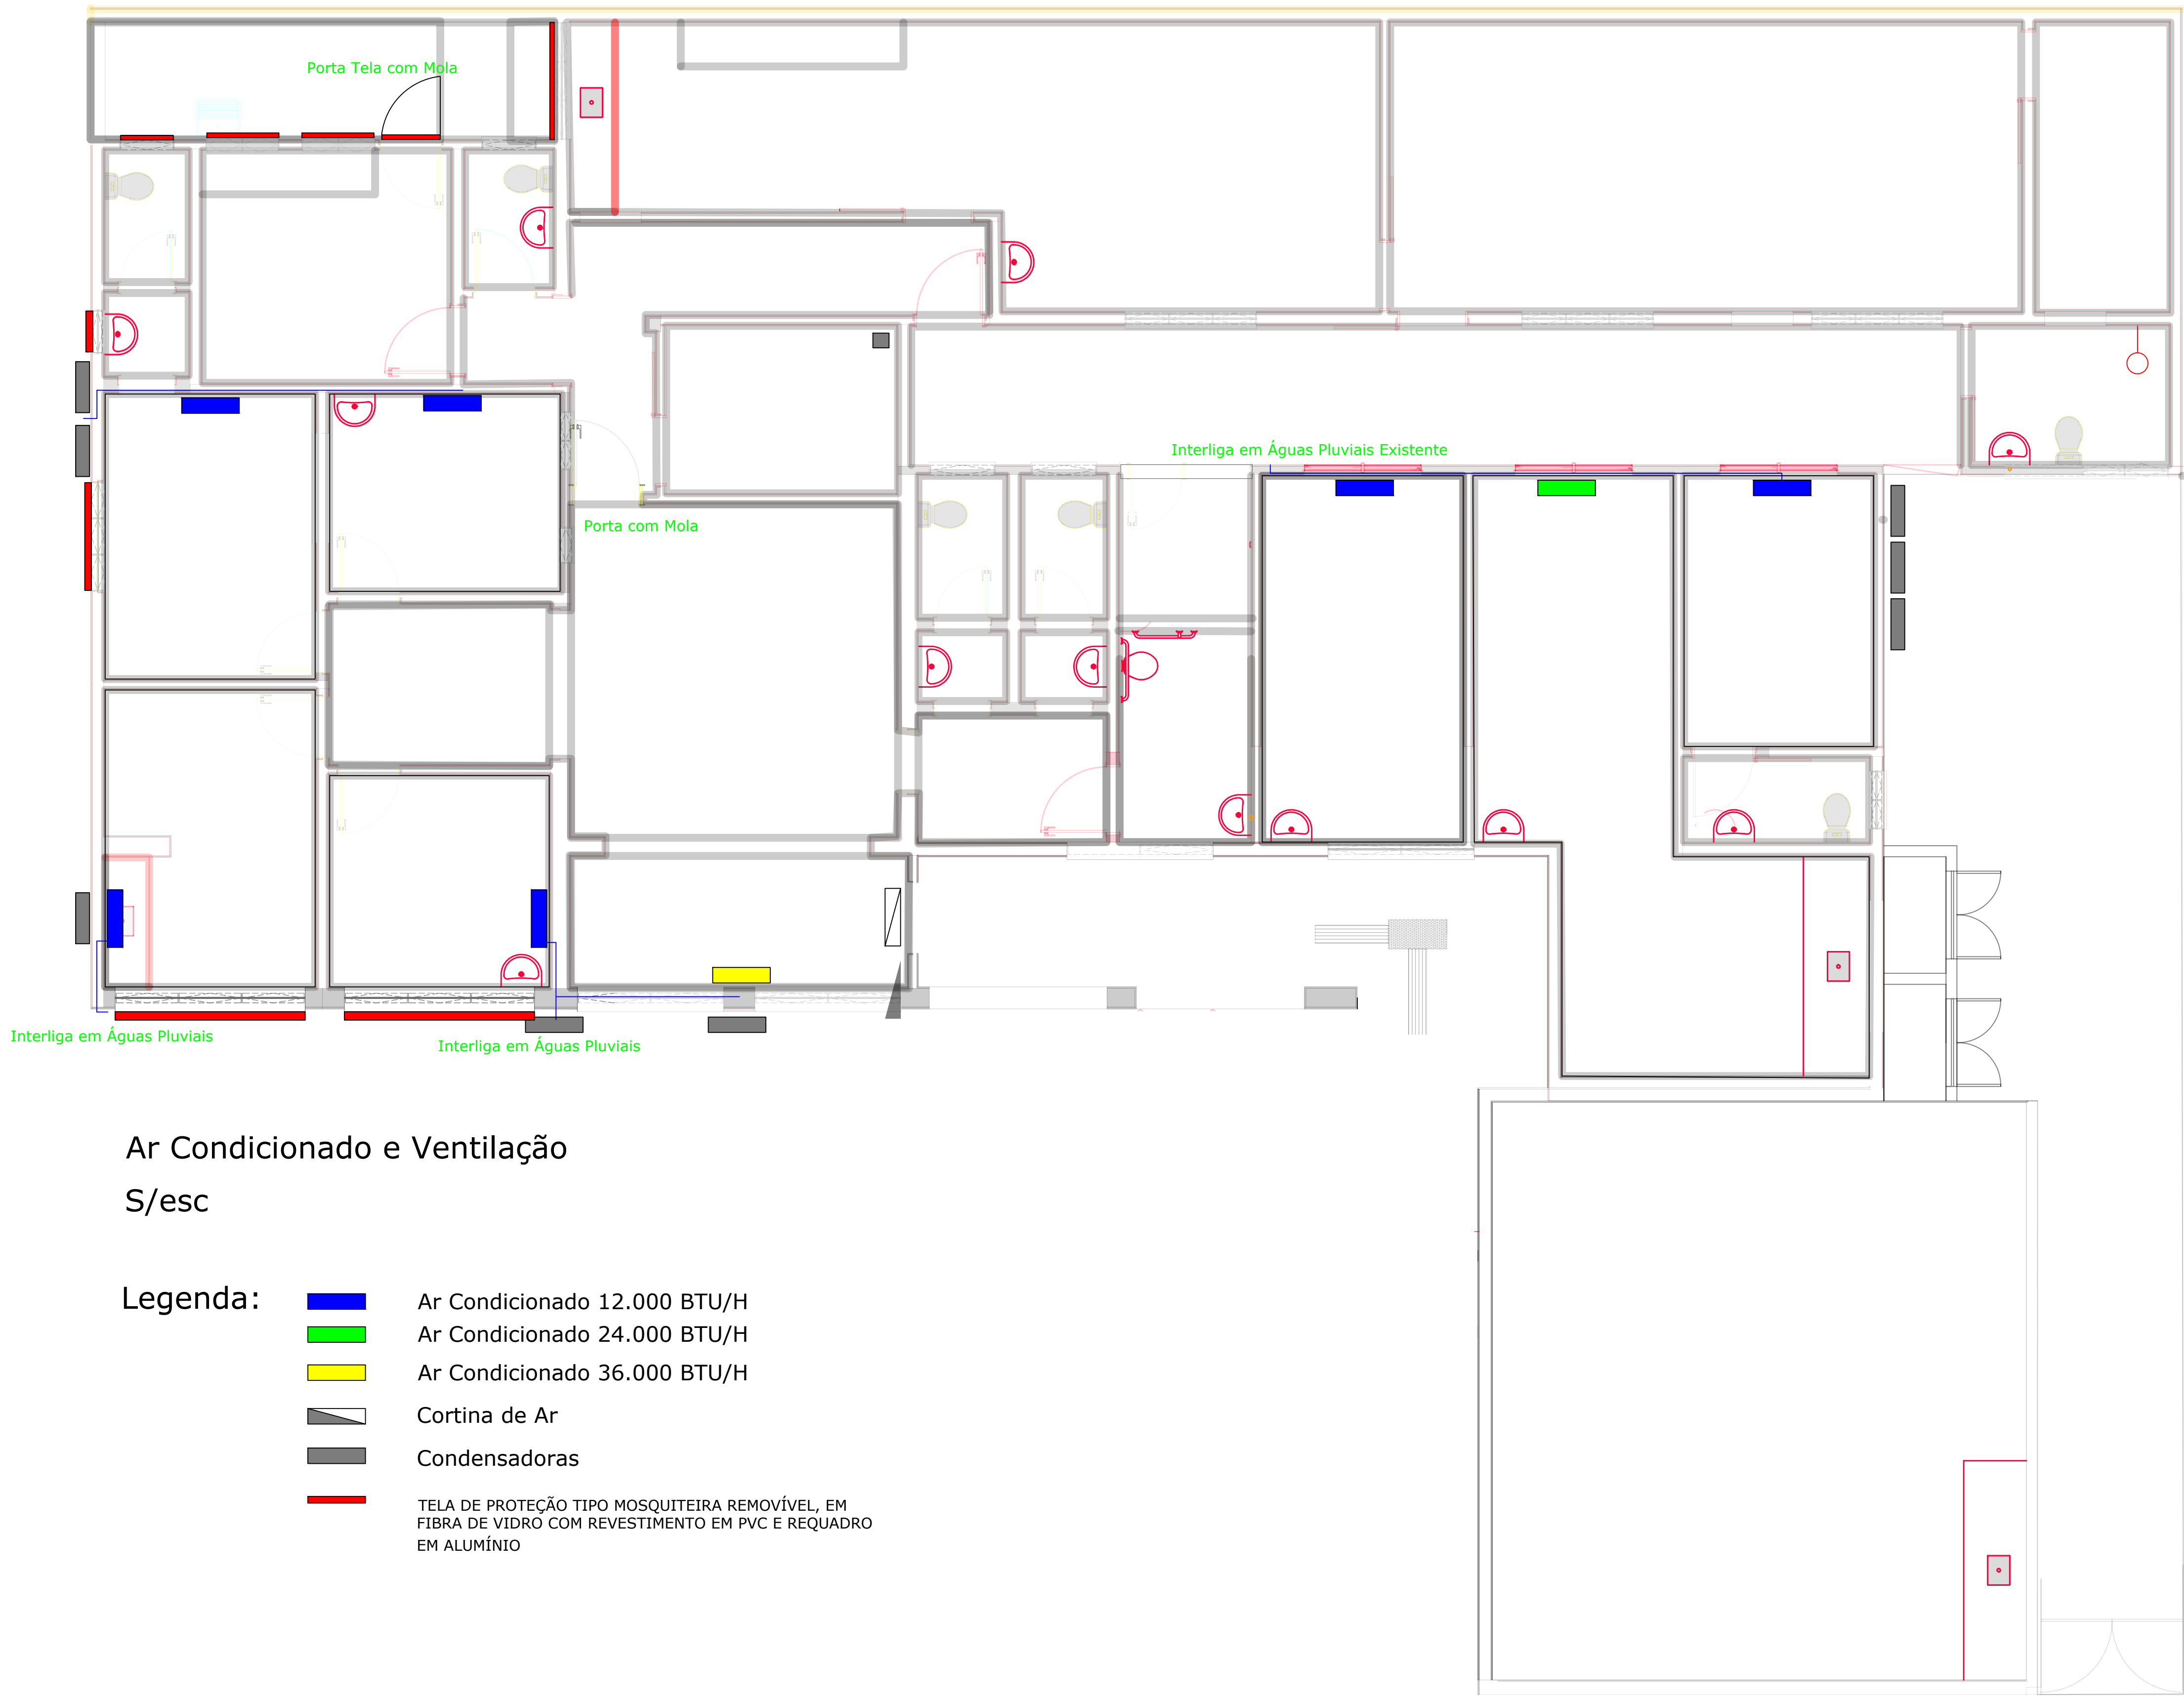 Porta Tela com Mola
Interliga em Águas Pluviais Existente
Porta com Mola
Interliga em Águas Pluviais
Interliga em Águas Pluviais
Ar Condicionado e Ventilação
S/esc
Legenda:
Ar Condicionado 12.000 BTU/H
Ar Condicionado 24.000 BTU/H
Ar Condicionado 36.000 BTU/H
Cortina de Ar
Condensadoras
TELA DE PROTEÇÃO TIPO MOSQUITEIRA REMOVÍVEL, EM
FIBRA DE VIDRO COM REVESTIMENTO EM PVC E REQUADRO
EM ALUMÍNIO